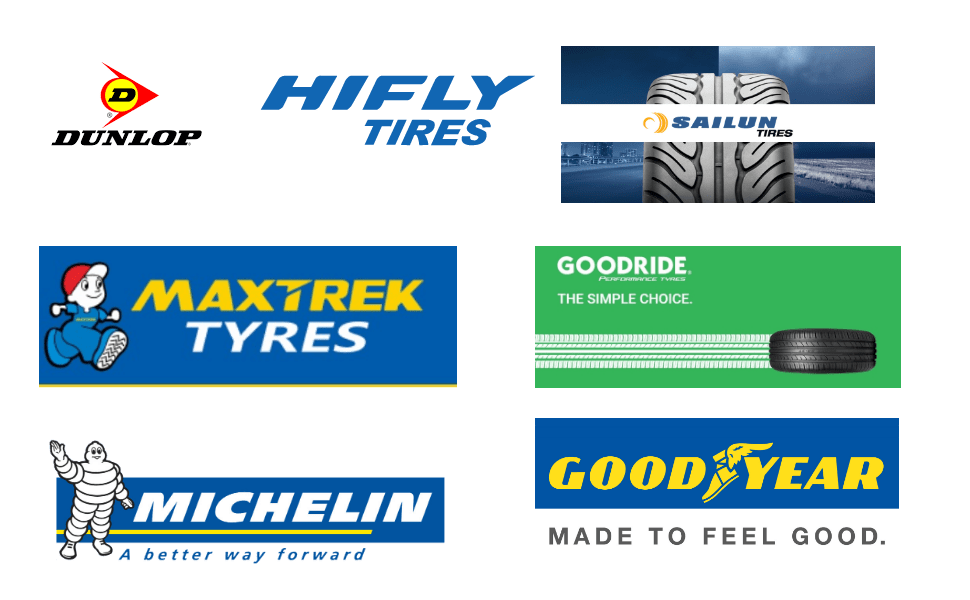 D
DUNLOP
HIFLY
TIRES
SAILUN
TIRES
MAXTREK
TYRES
MAXTREK
GOODRIDE®
PERFORMANCE TYRES
THE SIMPLE CHOICE.
MICHELIN
A better way forward
GOODYEAR
MADE TO FEEL GOOD.